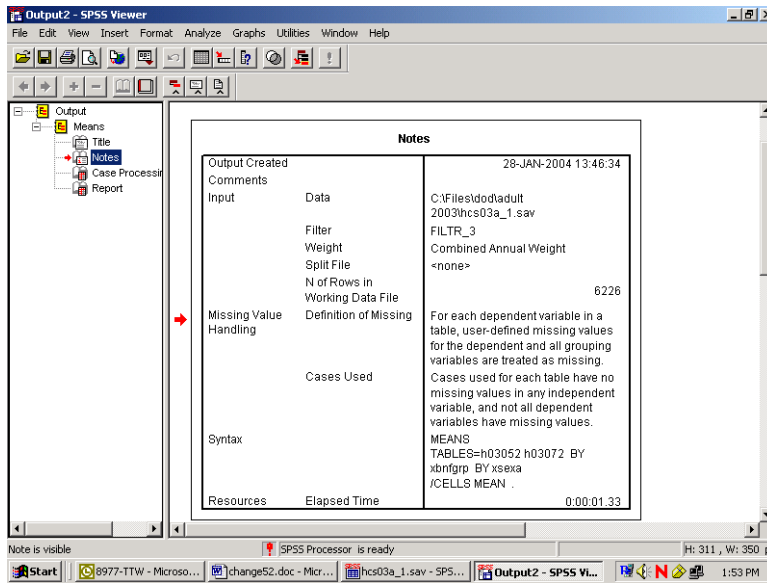 Output2 - SPSS Viewer
File Edit View Insert Format Analyze Graphs Utilities Window Help
Output
Means
Title
Notes
Case Processin
Report
Notes
Output Created 28-JAN-2004 13:46:34
Comments
Input Data C:\Files\dod\adult
2003\hcs03a_1.sav
Filter FILTR_3
Weight Combined Annual Weight
Split File <none>
N of Rows in
Working Data File 6226
Missing Value Definition of Missing For each dependent variable in a
Handling table, user-defined missing values
for the dependent and all grouping
variables are treated as missing.
Cases Used Cases used for each table have no
missing values in any independent
variable, and not all dependent
variables have missing values.
Syntax MEANS
TABLES=h03052 h03072 BY
xbnfgrp BY xsexa
/CELLS MEAN .
Resources Elapsed Time 0:00:01.33
Note is visible SPSS Processor is ready H: 311 , W: 350 p
Start 8977-TTW - Microso... change52.doc - Micr... hcs03a_1.sav - SPS... Output2 - SPSS Vi... N 1:53 PM